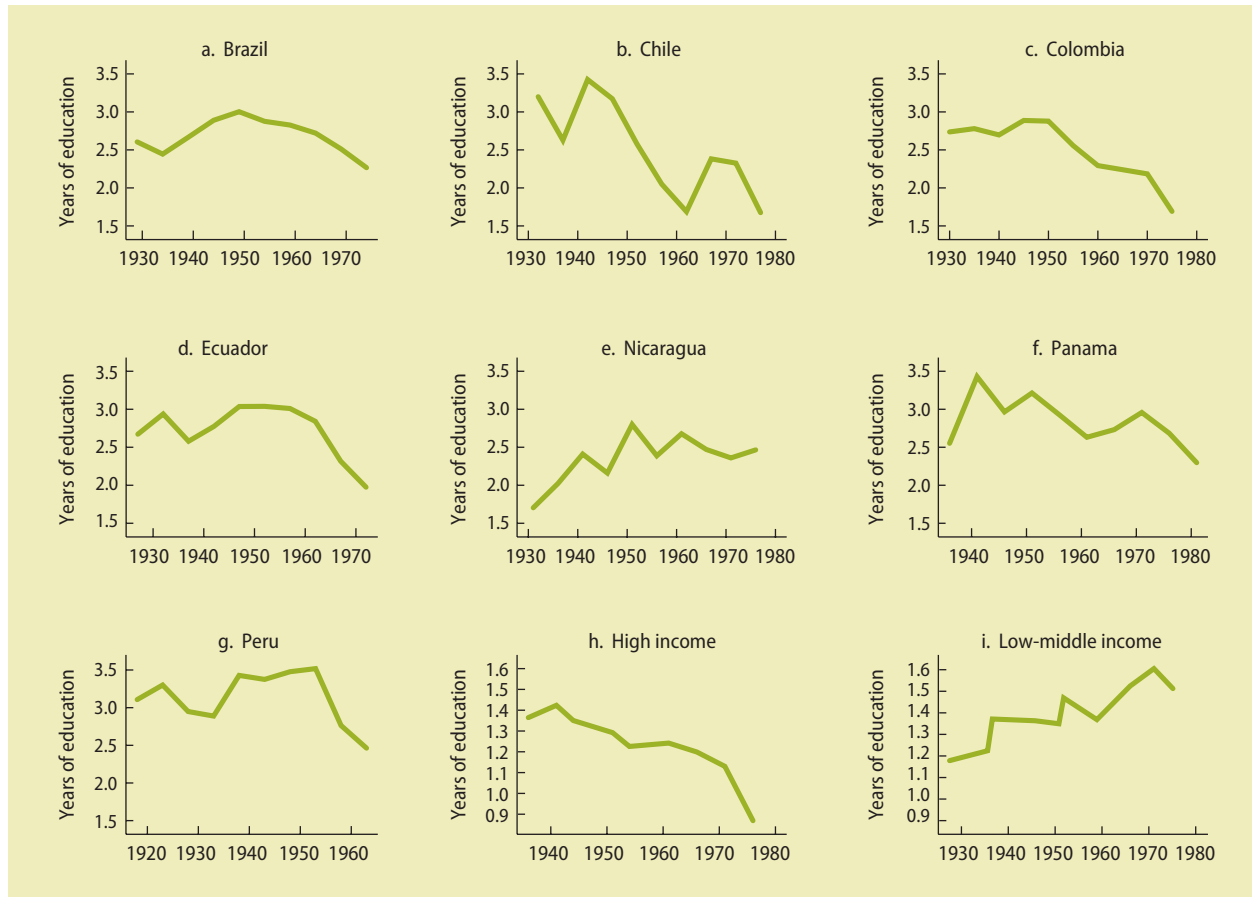 a. Brazil
Years of education
3.5
3.0
2.5
2.0
1.5
1930 1940 1950 1960 1970
b. Chile
Years of education
3.5
3.0
2.5
2.0
1.5
1930 1940 1950 1960 1970 1980
c. Colombia
Years of education
3.5
3.0
2.5
2.0
1.5
1930 1940 1950 1960 1970 1980
d. Ecuador
Years of education
3.5
3.0
2.5
2.0
1.5
1930 1940 1950 1960 1970
e. Nicaragua
Years of education
3.5
3.0
2.5
2.0
1.5
1930 1940 1950 1960 1970 1980
f. Panama
Years of education
3.5
3.0
2.5
2.0
1.5
1940 1950 1960 1970 1980
g. Peru
Years of education
3.5
3.0
2.5
2.0
1.5
1920 1930 1940 1950 1960
h. High income
Years of education
1.6
1.5
1.4
1.3
1.2
1.1
1.0
0.9
1940 1950 1960 1970 1980
i. Low-middle income
Years of education
1.6
1.5
1.4
1.3
1.2
1.1
1.0
0.9
1930 1940 1950 1960 1970 1980